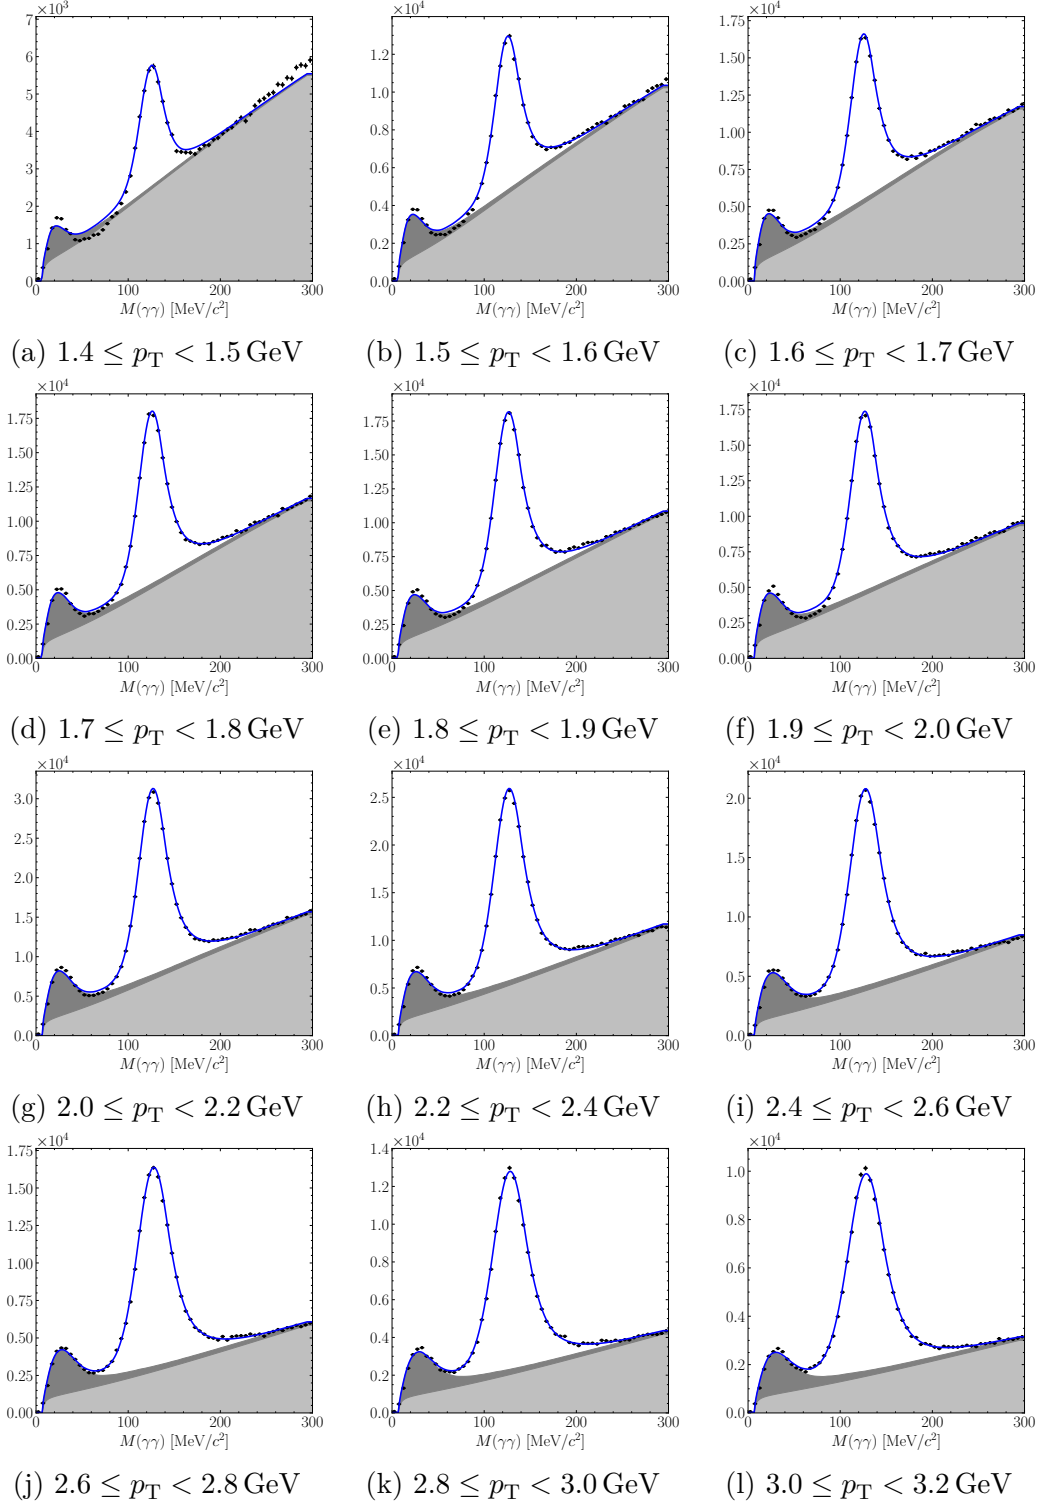 ×10³ ×10⁴ ×10⁴
7 6 5 4 3 2 1 0
1.2 1.0 0.8 0.6 0.4 0.2 0.0
1.75 1.50 1.25 1.00 0.75 0.50 0.25 0.00
0 100 200 300 0 100 200 300 0 100 200 300
M(γγ) [MeV/c²] M(γγ) [MeV/c²] M(γγ) [MeV/c²]
(a) 1.4 ≤ p_T < 1.5 GeV (b) 1.5 ≤ p_T < 1.6 GeV (c) 1.6 ≤ p_T < 1.7 GeV
×10⁴ ×10⁴ ×10⁴
1.75 1.50 1.25 1.00 0.75 0.50 0.25 0.00
1.75 1.50 1.25 1.00 0.75 0.50 0.25 0.00
1.75 1.50 1.25 1.00 0.75 0.50 0.25 0.00
0 100 200 300 0 100 200 300 0 100 200 300
M(γγ) [MeV/c²] M(γγ) [MeV/c²] M(γγ) [MeV/c²]
(d) 1.7 ≤ p_T < 1.8 GeV (e) 1.8 ≤ p_T < 1.9 GeV (f) 1.9 ≤ p_T < 2.0 GeV
×10⁴ ×10⁴ ×10⁴
3.0 2.5 2.0 1.5 1.0 0.5 0.0
2.5 2.0 1.5 1.0 0.5 0.0
2.0 1.5 1.0 0.5 0.0
0 100 200 300 0 100 200 300 0 100 200 300
M(γγ) [MeV/c²] M(γγ) [MeV/c²] M(γγ) [MeV/c²]
(g) 2.0 ≤ p_T < 2.2 GeV (h) 2.2 ≤ p_T < 2.4 GeV (i) 2.4 ≤ p_T < 2.6 GeV
×10⁴ ×10⁴ ×10⁴
1.75 1.50 1.25 1.00 0.75 0.50 0.25 0.00
1.4 1.2 1.0 0.8 0.6 0.4 0.2 0.0
1.0 0.8 0.6 0.4 0.2 0.0
0 100 200 300 0 100 200 300 0 100 200 300
M(γγ) [MeV/c²] M(γγ) [MeV/c²] M(γγ) [MeV/c²]
(j) 2.6 ≤ p_T < 2.8 GeV (k) 2.8 ≤ p_T < 3.0 GeV (l) 3.0 ≤ p_T < 3.2 GeV